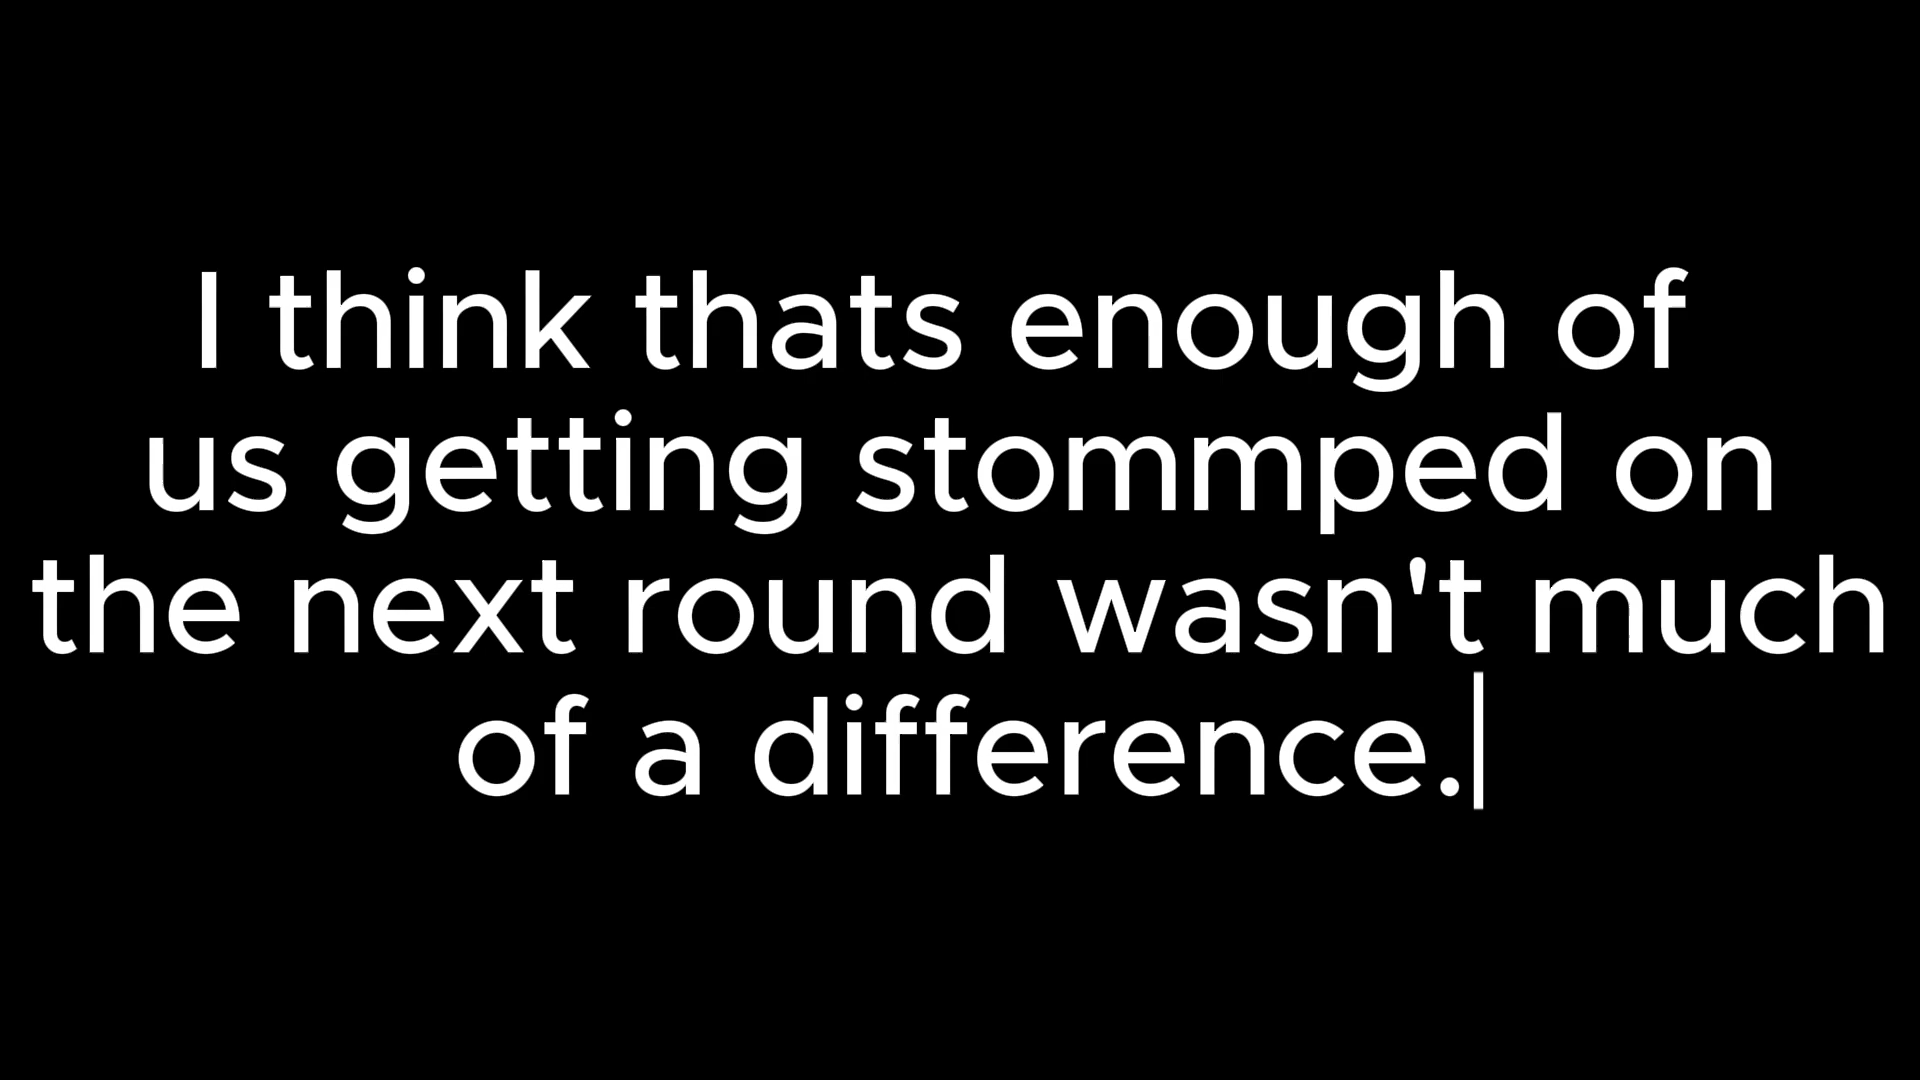 I think thats enough of
us getting stommped on
the next round wasn't much
of a difference.